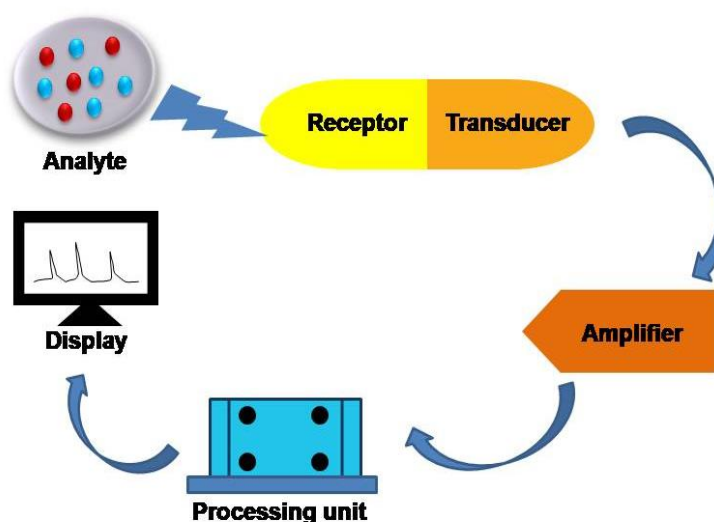 Analyte
Receptor
Transducer
Amplifier
Processing unit
Display